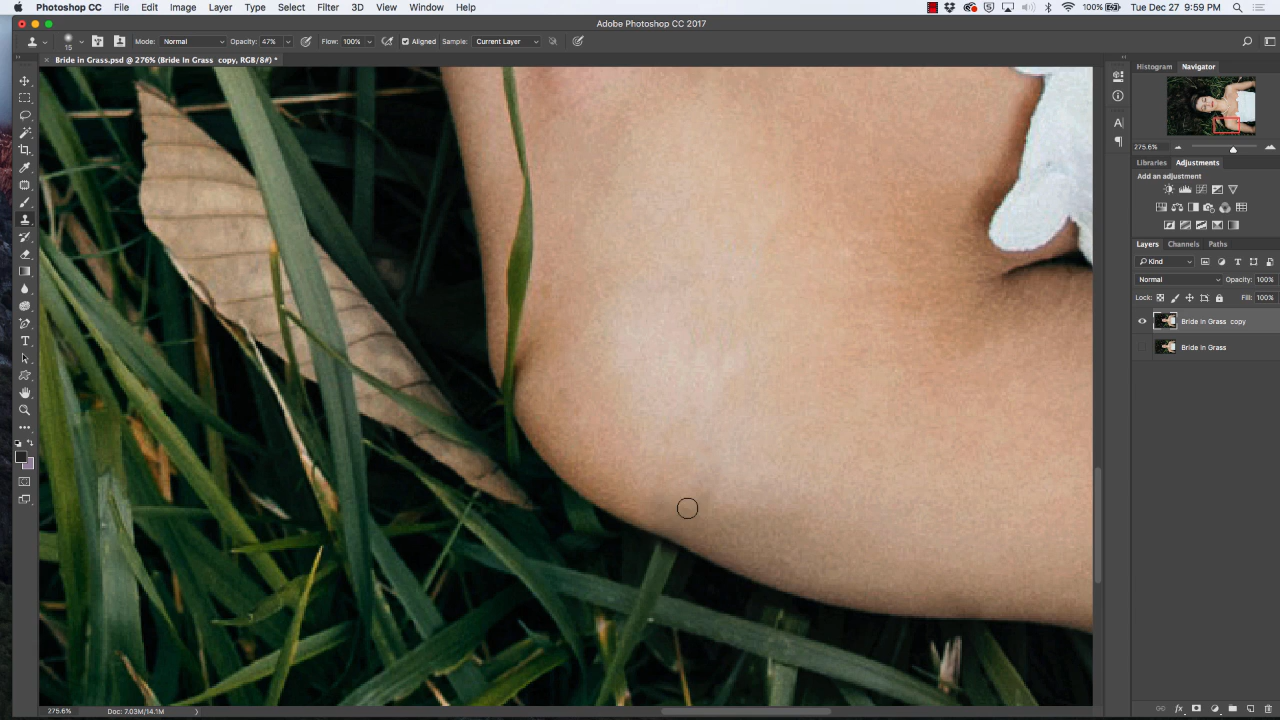 Photoshop CC File Edit Image Layer Type Select Filter 3D View Window Help 100% Tue Dec 27 9:59 PM
Adobe Photoshop CC 2017
15 Mode: Normal Opacity: 47% Flow: 100% Aligned Sample: Current Layer
Bride in Grass.psd @ 276% (Bride In Grass copy, RGB/8#) *
Histogram Navigator
275.6%
Libraries Adjustments
Add an adjustment
Layers Channels Paths
Kind
Normal Opacity: 100%
Lock: Fill: 100%
Bride in Grass copy
Bride in Grass
275.6% Doc: 7.03M/14.1M